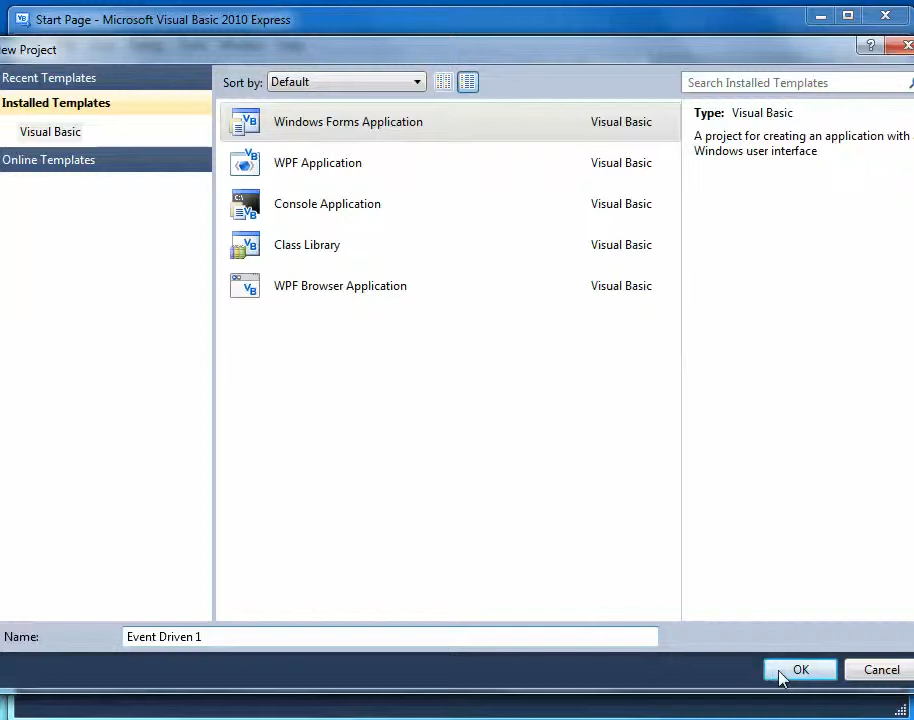 Start Page - Microsoft Visual Basic 2010 Express
ew Project
Recent Templates
Installed Templates
Visual Basic
Online Templates
Sort by: Default
Search Installed Templates
Windows Forms Application Visual Basic
WPF Application Visual Basic
Console Application Visual Basic
Class Library Visual Basic
WPF Browser Application Visual Basic
Type: Visual Basic
A project for creating an application with
Windows user interface
Name: Event Driven 1
OK Cancel